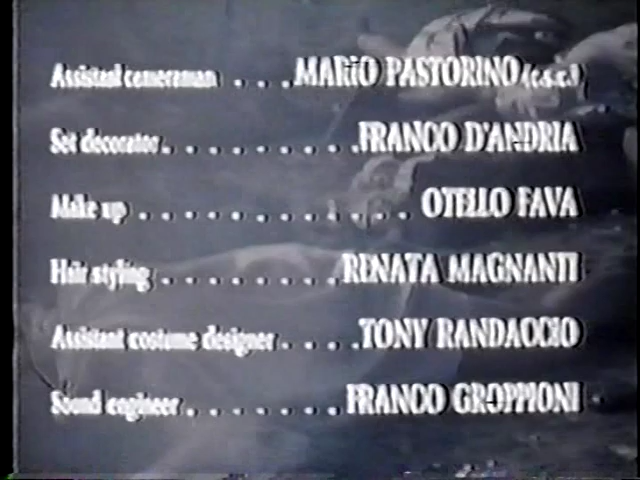 Assistant cameraman . . . MARIO PASTORINO (c.s.c.)
Set decorator. . . . . . . . . .FRANCO D'ANDRIA
Make up . . . . . . . . . . . . . OTELLO FAVA
Hair styling . . . . . . . . . RENATA MAGNANTI
Assistant costume designer . . . .TONY RANDACCIO
Sound engineer . . . . . . . . FRANCO GROPPIONI